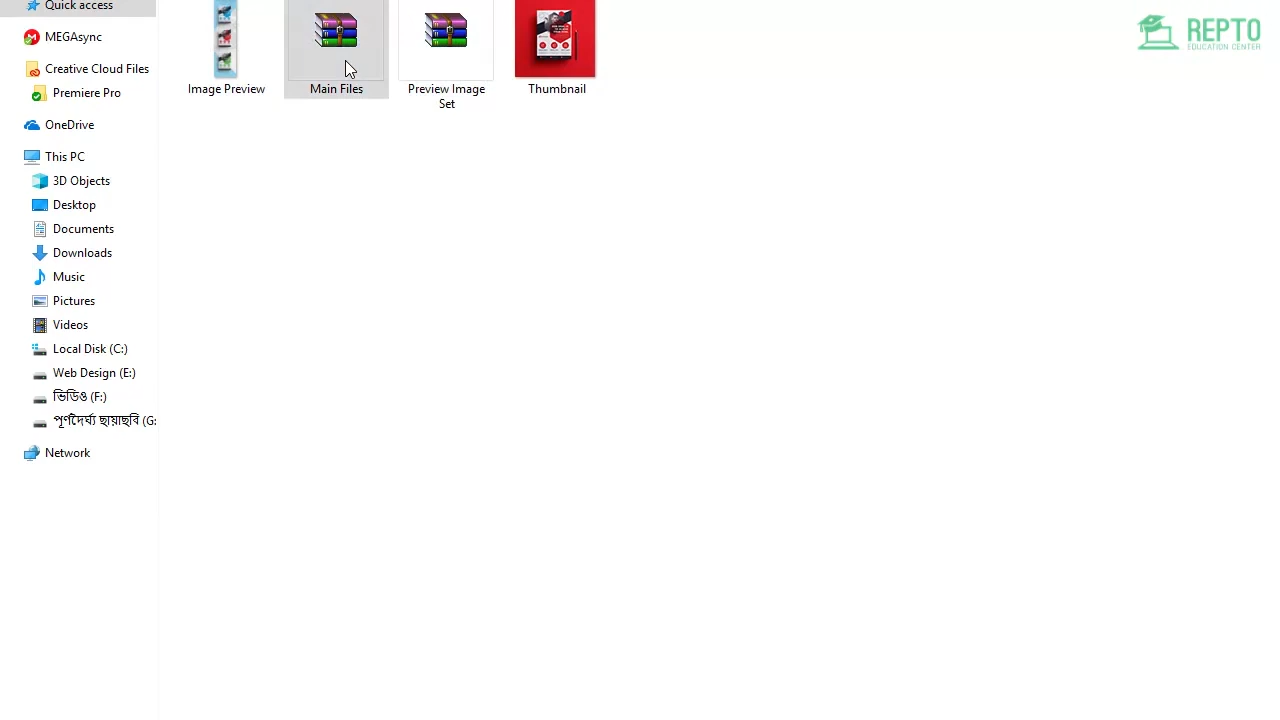 Quick access
MEGAsync
Creative Cloud Files
Premiere Pro
OneDrive
This PC
3D Objects
Desktop
Documents
Downloads
Music
Pictures
Videos
Local Disk (C:)
Web Design (E:)
ভিডিও (F:)
পূর্ণদৈর্ঘ্য ছায়াছবি (G:
Network
Image Preview
Main Files
Preview Image
Set
Thumbnail
REPTO
EDUCATION CENTER